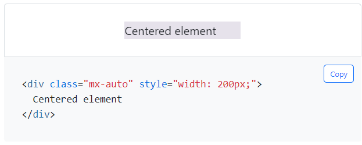 Centered element
Copy
<div class="mx-auto" style="width: 200px;">
  Centered element
</div>